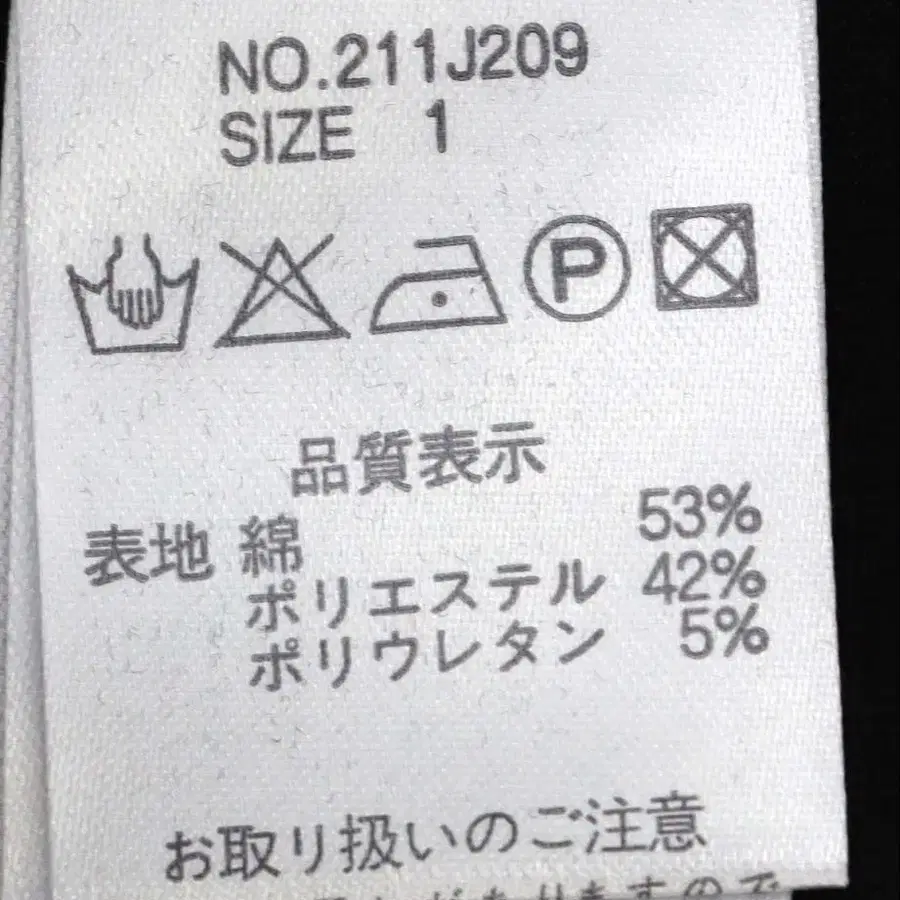 NO.211J209
SIZE 1
P
品質表示
表地 綿 53%
ポリエステル 42%
ポリウレタン 5%
お取り扱いのご注意